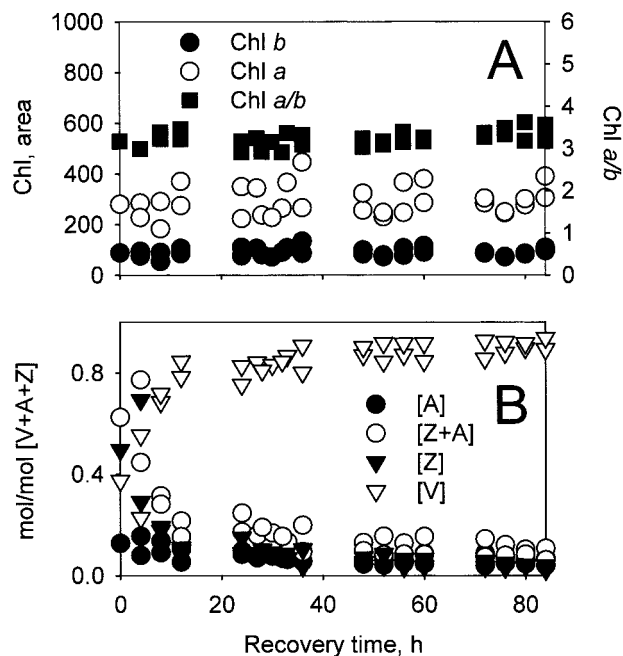 1000
800
600
400
200
0
Chl, area
Chl b
Chl a
Chl a/b
A
6
5
4
3
2
1
0
Chl a/b
0.8
0.4
0.0
mol/mol [V+A+Z]
B
[A]
[Z+A]
[Z]
[V]
0 20 40 60 80
Recovery time, h